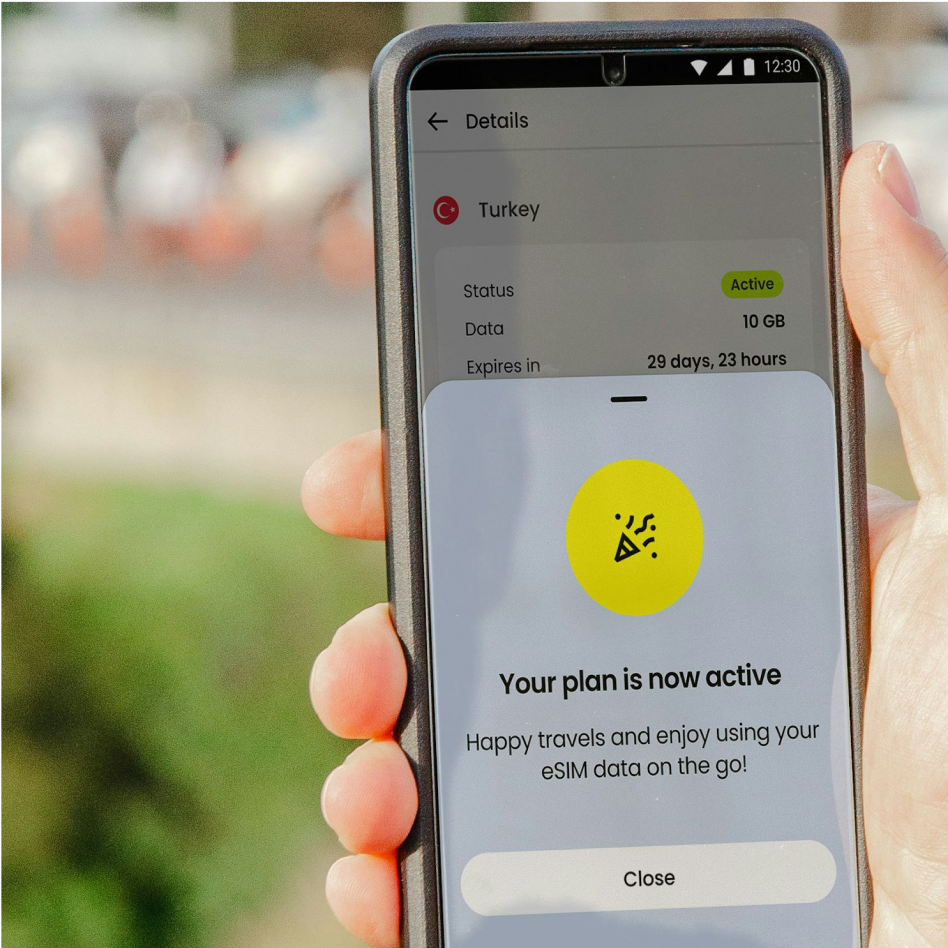 12:30
Details
Turkey
Status Active
Data 10 GB
Expires in 29 days, 23 hours
Your plan is now active
Happy travels and enjoy using your
eSIM data on the go!
Close